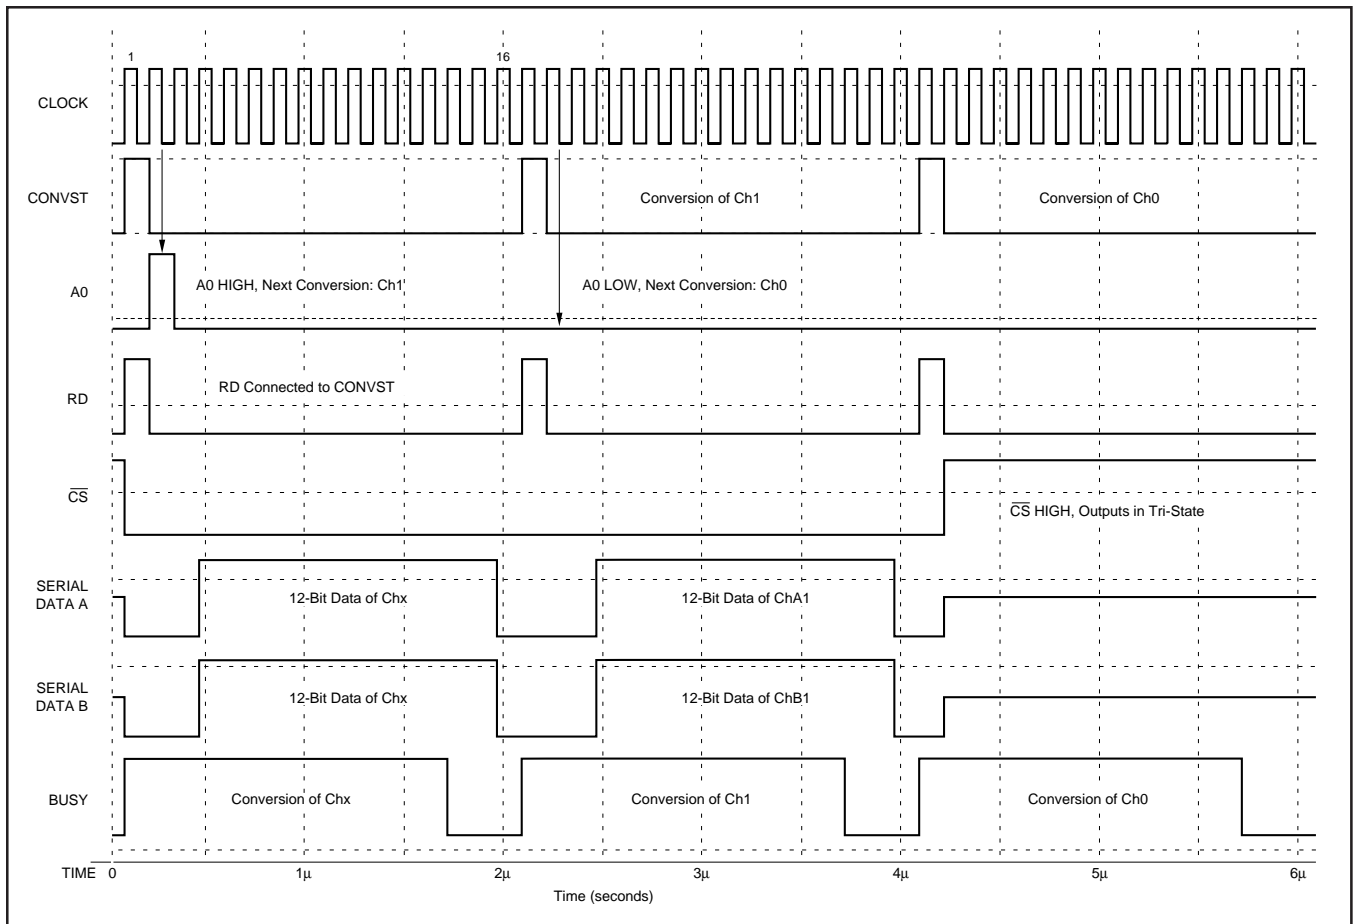 1 16
CLOCK
CONVST Conversion of Ch1 Conversion of Ch0
A0 A0 HIGH, Next Conversion: Ch1 A0 LOW, Next Conversion: Ch0
RD RD Connected to CONVST
CS CS HIGH, Outputs in Tri-State
SERIAL
DATA A 12-Bit Data of Chx 12-Bit Data of ChA1
SERIAL
DATA B 12-Bit Data of Chx 12-Bit Data of ChB1
BUSY Conversion of Chx Conversion of Ch1 Conversion of Ch0
TIME 0 1μ 2μ 3μ 4μ 5μ 6μ
Time (seconds)